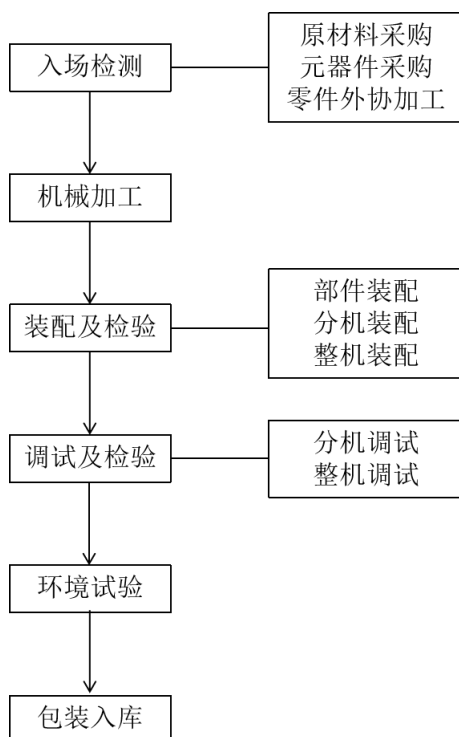 入场检测
原材料采购
元器件采购
零件外协加工
机械加工
装配及检验
部件装配
分机装配
整机装配
调试及检验
分机调试
整机调试
环境试验
包装入库